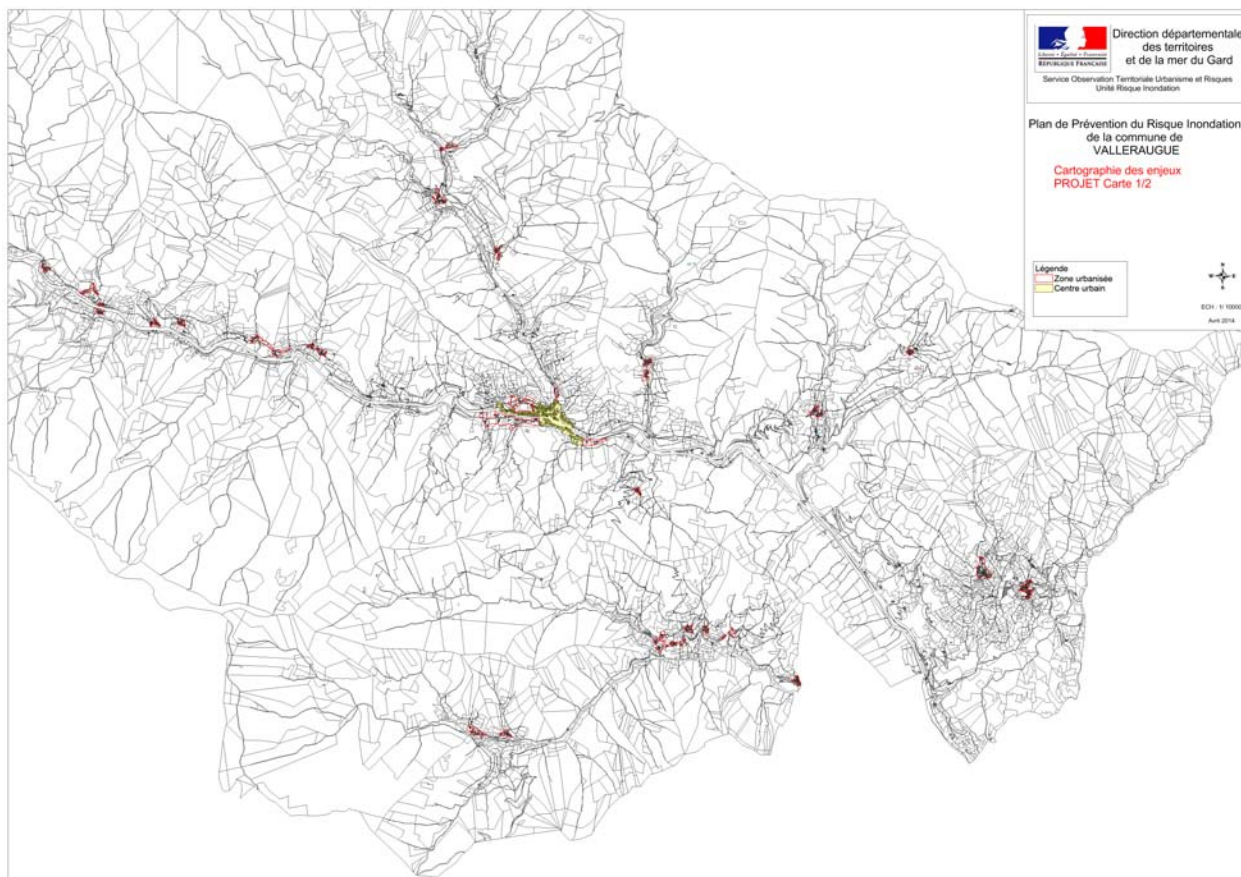 Liberté • Égalité • Fraternité
RÉPUBLIQUE FRANÇAISE
Direction départementale
des territoires
et de la mer du Gard
Service Observation Territoriale Urbanisme et Risques
Unité Risque Inondation
Plan de Prévention du Risque Inondation
de la commune de
VALLERAUGUE
Cartographie des enjeux
PROJET Carte 1/2
Légende
Zone urbanisée
Centre urbain
N
ECH : 1/ 10000
Avril 2014